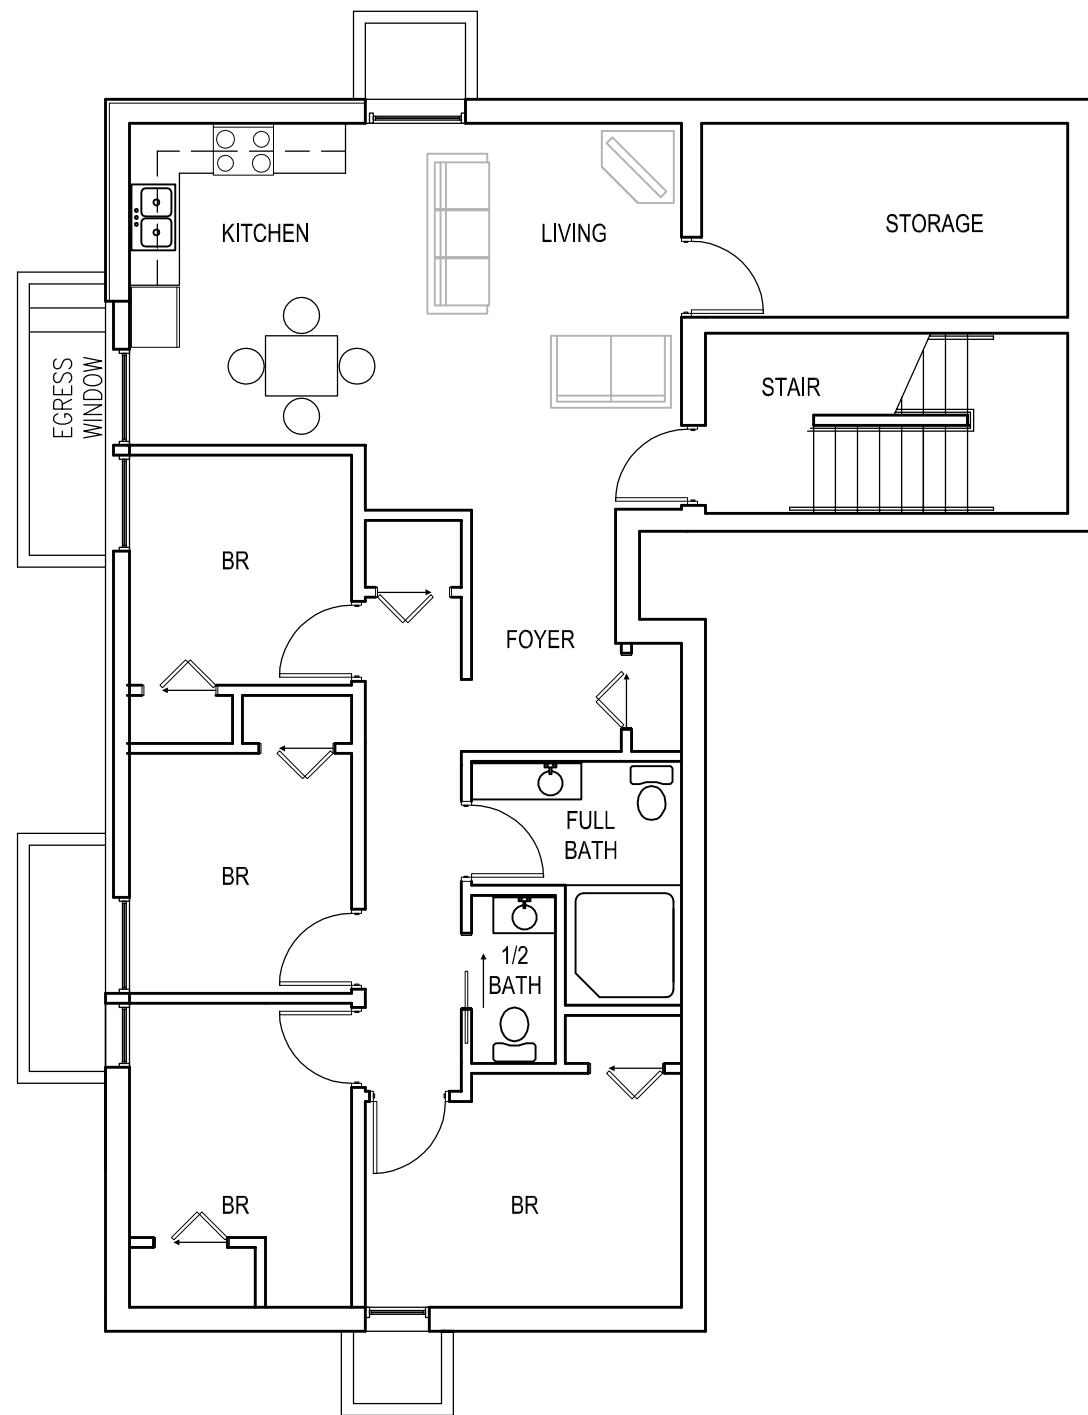 STORAGE
KITCHEN
LIVING
EGRESS
WINDOW
STAIR
BR
FOYER
FULL
BATH
BR
1/2
BATH
BR
BR